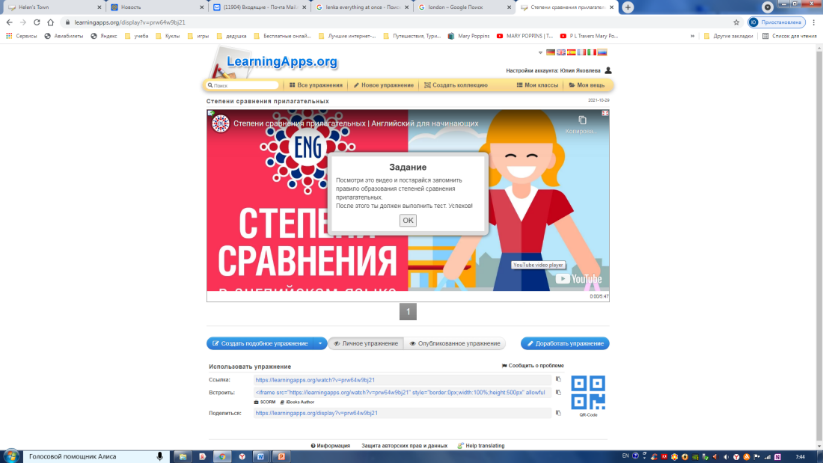 Helen's Town
Новость
(11904) Входящие - Почта Mail
lenka everything at once - Поис
london – Google Поиск
Степени сравнения прилагател
learningapps.org/display?v=pnw64w9bj21
Приостановлена
Сервисы
Авиабилеты
Яндекс
учеба
Куклы
игры
дедушка
Бесплатные онлай...
Лучшие интернет-...
Путешествия, Тури...
Mary Poppins
MARY POPPINS | T...
P L Travers Mary Po...
Другие закладки
Список для чтения
LearningApps.org
Настройки аккаунта: Юлия Яковлева
Поиск
Все упражнения
Новое упражнение
Создать коллекцию
Мои классы
Моя вещь
Степени сравнения прилагательных
2021-10-24
Степени сравнения прилагательных | Английский для начинающих
ENG
СТЕПЕНИ
СРАВНЕНИЯ
В АНГЛИЙСКОМ ЯЗЫКЕ
Задание
Посмотри это видео и постарайся запомнить
правило образования степеней сравнения
прилагательных.
После этого ты должен выполнить тест. Успехов!
OK
YouTube video player
YouTube
0:00/5:47
1
Создать подобное упражнение
Личное упражнение
Опубликованное упражнение
Доработать упражнение
Использовать упражнение
Сообщить о проблеме
Ссылка:
https://learningapps.org/watch?v=pnw64w9bj21
Встроить:
<iframe src="https://learningapps.org/watch?v=pnw64w9bj21" style="border:0px;width:100%;height:500px" allowful
SCORM
iBooks Author
Поделиться:
https://learningapps.org/display?v=pnw64w9bj21
QR-Code
Информация
Защита авторских прав и данных
Help translating
Голосовой помощник Алиса
EN
7:44